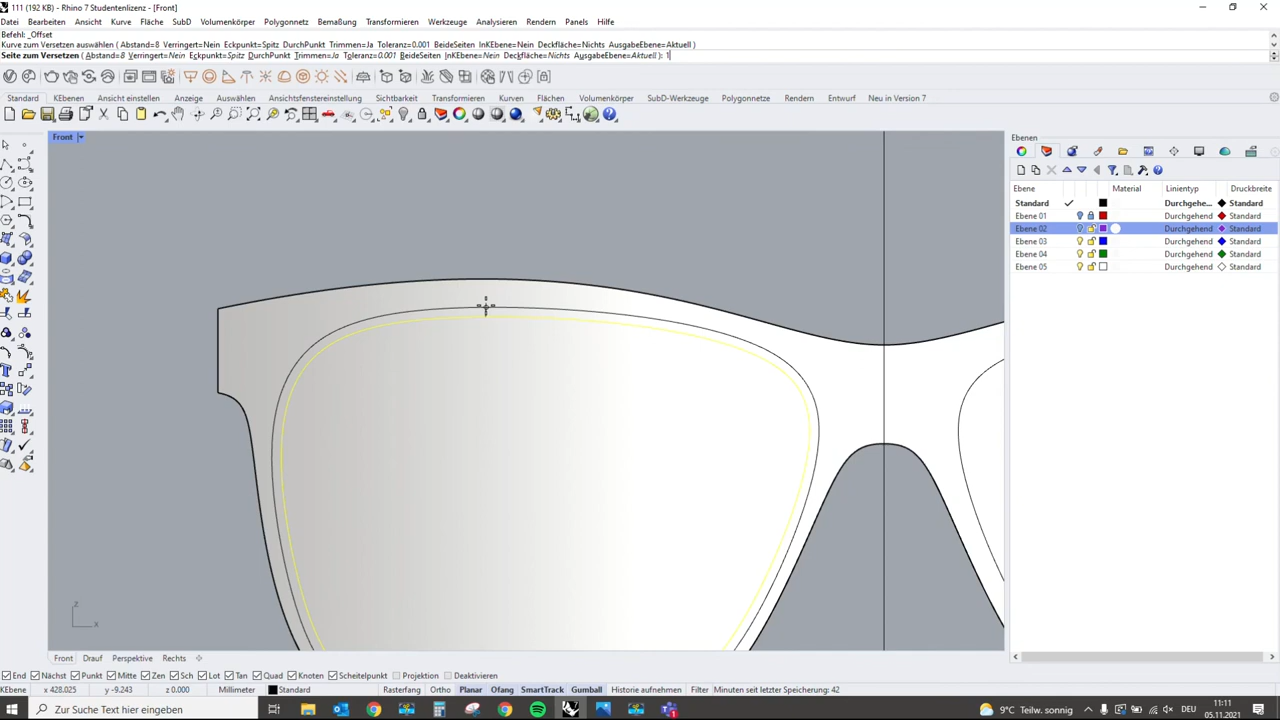 111 (192 KB) - Rhino 7 Studentenlizenz - [Front]
Datei Bearbeiten Ansicht Kurve Fläche SubD Volumenkörper Polygonnetz Bemaßung Transformieren Werkzeuge Analysieren Rendern Panels Hilfe
Befehl: _Offset
Kurve zum Versetzen auswählen ( Abstand=8 Verringert=Nein Eckpunkt=Spitz DurchPunkt Trimmen=Ja Toleranz=0.001 BeideSeiten InKEbene=Nein Deckfläche=Nichts AusgabeEbene=Aktuell )
Seite zum Versetzen ( Abstand=8 Verringert=Nein Eckpunkt=Spitz DurchPunkt Trimmen=Ja Toleranz=0.001 BeideSeiten InKEbene=Nein Deckfläche=Nichts AusgabeEbene=Aktuell ): 1
Standard KEbenen Ansicht einstellen Anzeige Auswählen Ansichtsfenstereinstellung Sichtbarkeit Transformieren Kurven Flächen Volumenkörper SubD-Werkzeuge Polygonnetze Rendern Entwurf Neu in Version 7
Front
Ebenen
Ebene Material Linientyp Druckbreite
Standard Durchgehe... Standard
Ebene 01 Durchgehend Standard
Ebene 02 Durchgehend Standard
Ebene 03 Durchgehend Standard
Ebene 04 Durchgehend Standard
Ebene 05 Durchgehend Standard
z
x
Front Drauf Perspektive Rechts
End Nächst Punkt Mitte Zen Sch Lot Tan Quad Knoten Scheitelpunkt Projektion Deaktivieren
KEbene x 428.025 y -9.243 z 0.000 Millimeter Standard Rasterfang Ortho Planar Ofang SmartTrack Gumball Historie aufnehmen Filter Minuten seit letzter Speicherung: 42
Zur Suche Text hier eingeben
9°C Teilw. sonnig
DEU
11:11
05.11.2021